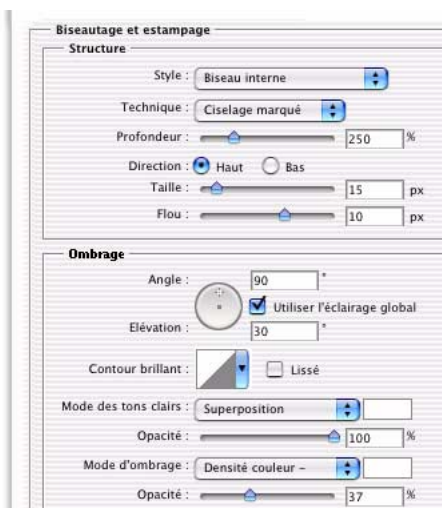 Biseautage et estampage
Structure
Style : Biseau interne
Technique : Ciselage marqué
Profondeur : 250 %
Direction : Haut Bas
Taille : 15 px
Flou : 10 px
Ombrage
Angle : 90 °
Utiliser l'éclairage global
Elévation : 30 °
Contour brillant : Lissé
Mode des tons clairs : Superposition
Opacité : 100 %
Mode d'ombrage : Densité couleur -
Opacité : 37 %